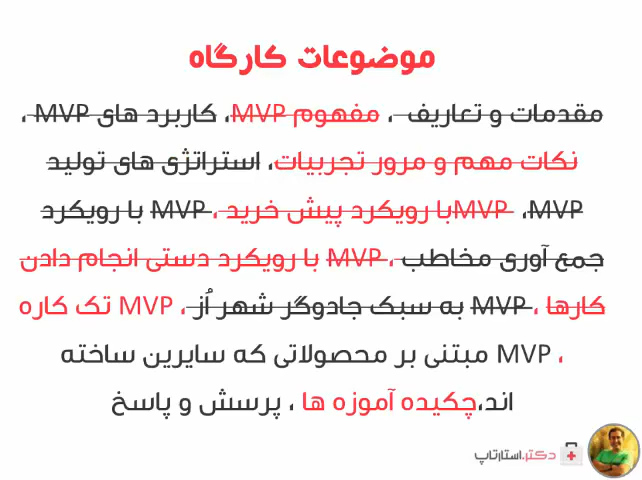 موضوعات کارگاه
مقدمات و تعاریف ، مفهوم MVP، کاربرد های MVP ،
نکات مهم و مرور تجربیات، استراتژی های تولید
MVP، MVPبا رویکرد پیش خرید ، MVP با رویکرد
جمع آوری مخاطب ، MVP با رویکرد دستی انجام دادن
کارها ، MVP به سبک جادوگر شهر اُز ، MVP تک کاره
، MVP مبتنی بر محصولاتی که سایرین ساخته
اند،چکیده آموزه ها ، پرسش و پاسخ
دکتر.استارتاپ